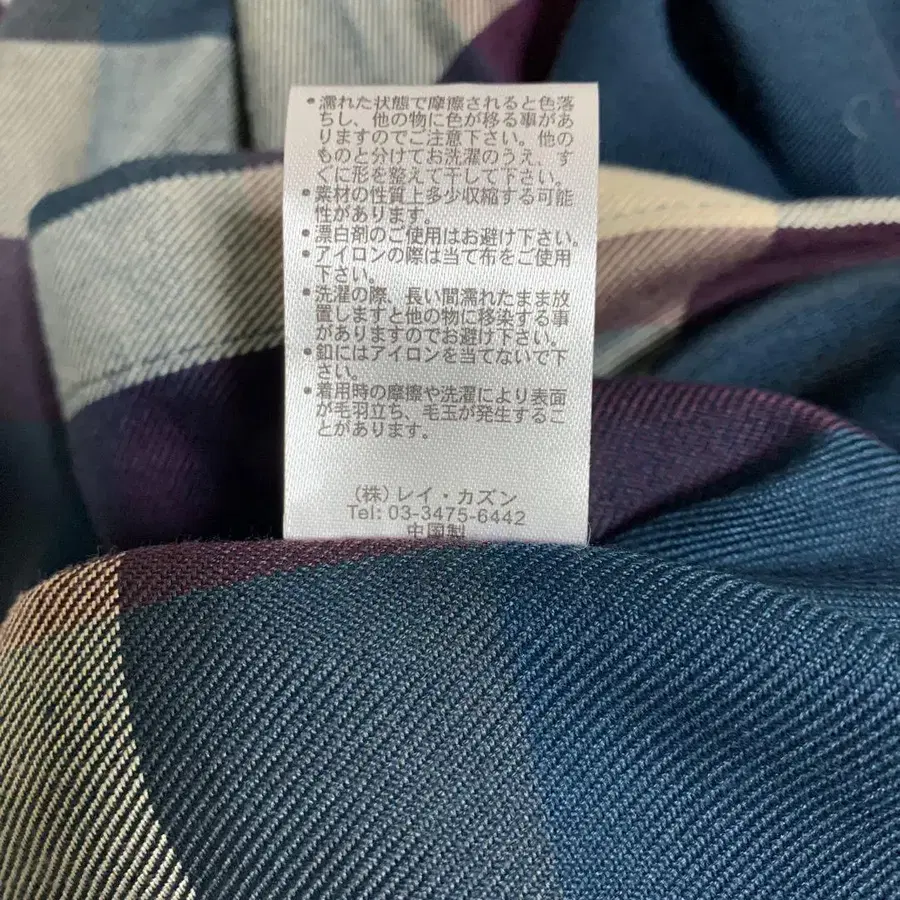 •濡れた状態で摩擦されると色落
ちし、他の物に色が移る事があ
りますのでご注意下さい。他の
ものと分けてお洗濯のうえ、す
ぐに形を整えて干して下さい。
•素材の性質上多少収縮する可能
性があります。
•漂白剤のご使用はお避け下さい。
•アイロンの際は当て布をご使用
下さい。
•洗濯の際、長い間濡れたまま放
置しますと他の物に移染する事
がありますのでお避け下さい。
•釦にはアイロンを当てないで下
さい。
•着用時の摩擦や洗濯により表面
が毛羽立ち、毛玉が発生するこ
とがあります。
(株)レイ・カズン
Tel: 03-3475-6442
中国製